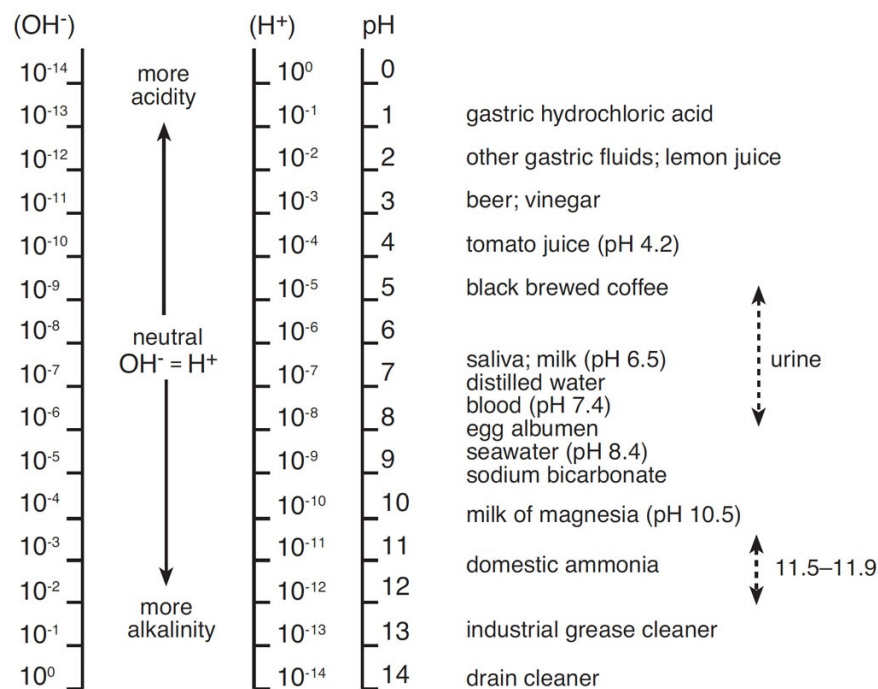 (OH⁻) (H⁺) pH
10⁻¹⁴ more 10⁰ 0
acidity
10⁻¹³ 10⁻¹ 1 gastric hydrochloric acid
10⁻¹² 10⁻² 2 other gastric fluids; lemon juice
10⁻¹¹ 10⁻³ 3 beer; vinegar
10⁻¹⁰ 10⁻⁴ 4 tomato juice (pH 4.2)
10⁻⁹ 10⁻⁵ 5 black brewed coffee
10⁻⁸ neutral 10⁻⁶ 6
OH⁻ = H⁺ saliva; milk (pH 6.5) urine
10⁻⁷ 10⁻⁷ 7 distilled water
blood (pH 7.4)
10⁻⁶ 10⁻⁸ 8 egg albumen
seawater (pH 8.4)
10⁻⁵ 10⁻⁹ 9 sodium bicarbonate
10⁻⁴ 10⁻¹⁰ 10 milk of magnesia (pH 10.5)
10⁻³ 10⁻¹¹ 11 domestic ammonia 11.5–11.9
10⁻² 10⁻¹² 12
more
10⁻¹ alkalinity 10⁻¹³ 13 industrial grease cleaner
10⁰ 10⁻¹⁴ 14 drain cleaner